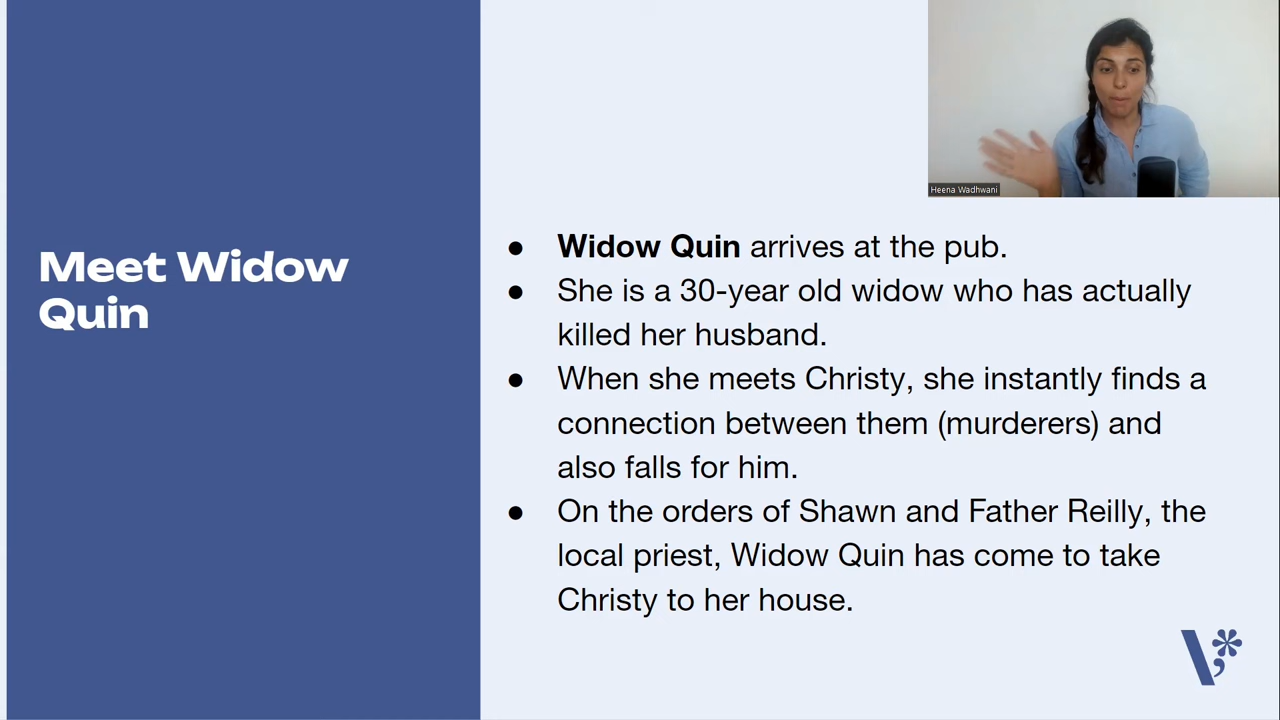 Heena Wadhwani
Meet Widow
Quin
● Widow Quin arrives at the pub.
● She is a 30-year old widow who has actually
killed her husband.
● When she meets Christy, she instantly finds a
connection between them (murderers) and
also falls for him.
● On the orders of Shawn and Father Reilly, the
local priest, Widow Quin has come to take
Christy to her house.